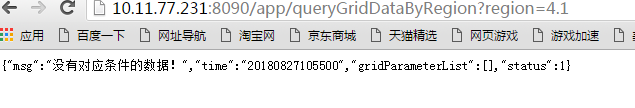 10.11.77.231:8090/app/queryGridDataByRegion?region=4.1
应用 百度一下 网址导航 淘宝网 京东商城 天猫精选 网页游戏 游戏加速
{"msg":"没有对应条件的数据！","time":"20180827105500","gridParameterList":[],"status":1}